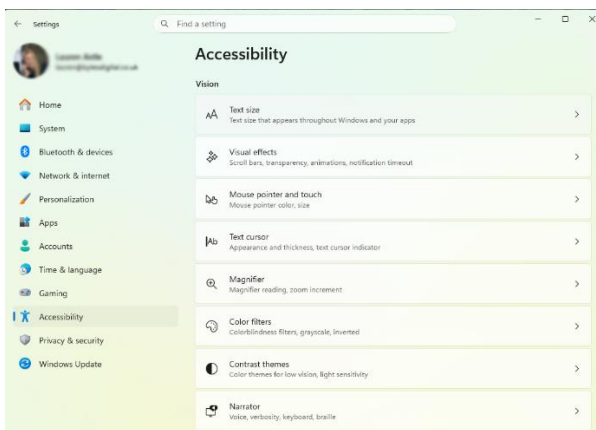 Settings
Find a setting
Accessibility
Vision
Home
System
Bluetooth & devices
Network & internet
Personalization
Apps
Accounts
Time & language
Gaming
Accessibility
Privacy & security
Windows Update
Text size
Text size that appears throughout Windows and your apps
Visual effects
Scroll bars, transparency, animations, notification timeout
Mouse pointer and touch
Mouse pointer color, size
Text cursor
Appearance and thickness, text cursor indicator
Magnifier
Magnifier reading, zoom increment
Color filters
Colorblindness filters, grayscale, inverted
Contrast themes
Color themes for low vision, light sensitivity
Narrator
Voice, verbosity, keyboard, braille